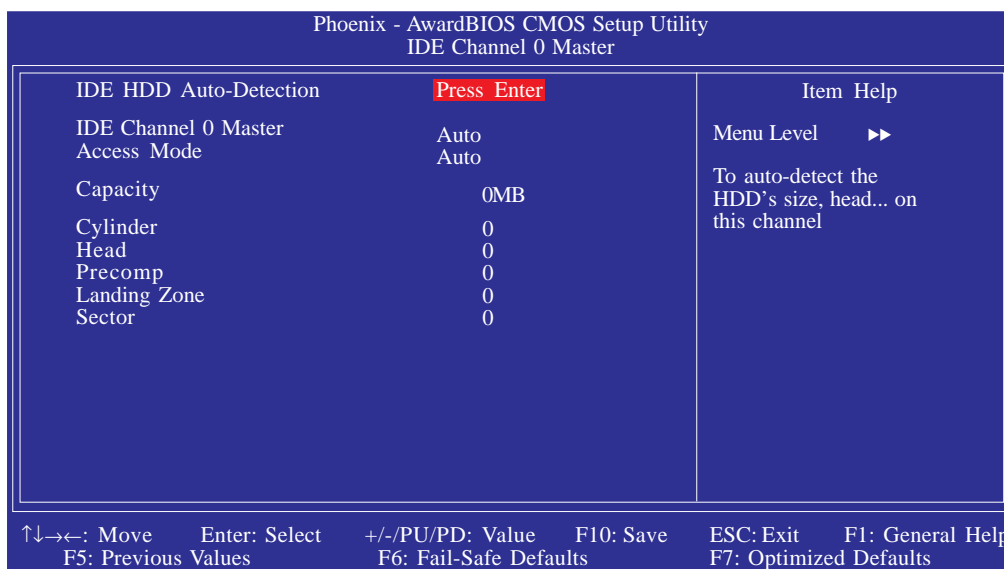 Phoenix - AwardBIOS CMOS Setup Utility
IDE Channel 0 Master
IDE HDD Auto-Detection Press Enter
IDE Channel 0 Master Auto
Access Mode Auto
Capacity 0MB
Cylinder 0
Head 0
Precomp 0
Landing Zone 0
Sector 0
Item Help
Menu Level ▸▸
To auto-detect the
HDD’s size, head... on
this channel
↑↓→←: Move Enter: Select +/-/PU/PD: Value F10: Save ESC: Exit F1: General Help
F5: Previous Values F6: Fail-Safe Defaults F7: Optimized Defaults